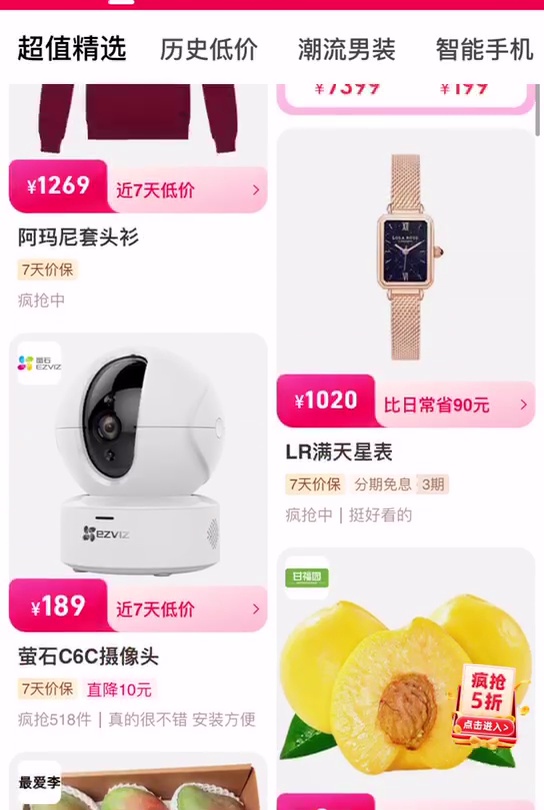 超值精选
历史低价
潮流男装
智能手机
¥1269
近7天低价
阿玛尼套头衫
7天价保
疯抢中
萤石
EZVIZ
ezviz
¥189
近7天低价
萤石C6C摄像头
7天价保
直降10元
疯抢518件｜真的很不错 安装方便
最爱李
¥7399
¥199
LOLA ROSE
¥1020
比日常省90元
LR满天星表
7天价保
分期免息
3期
疯抢中｜挺好看的
甘福园
疯抢
5折
点击进入>